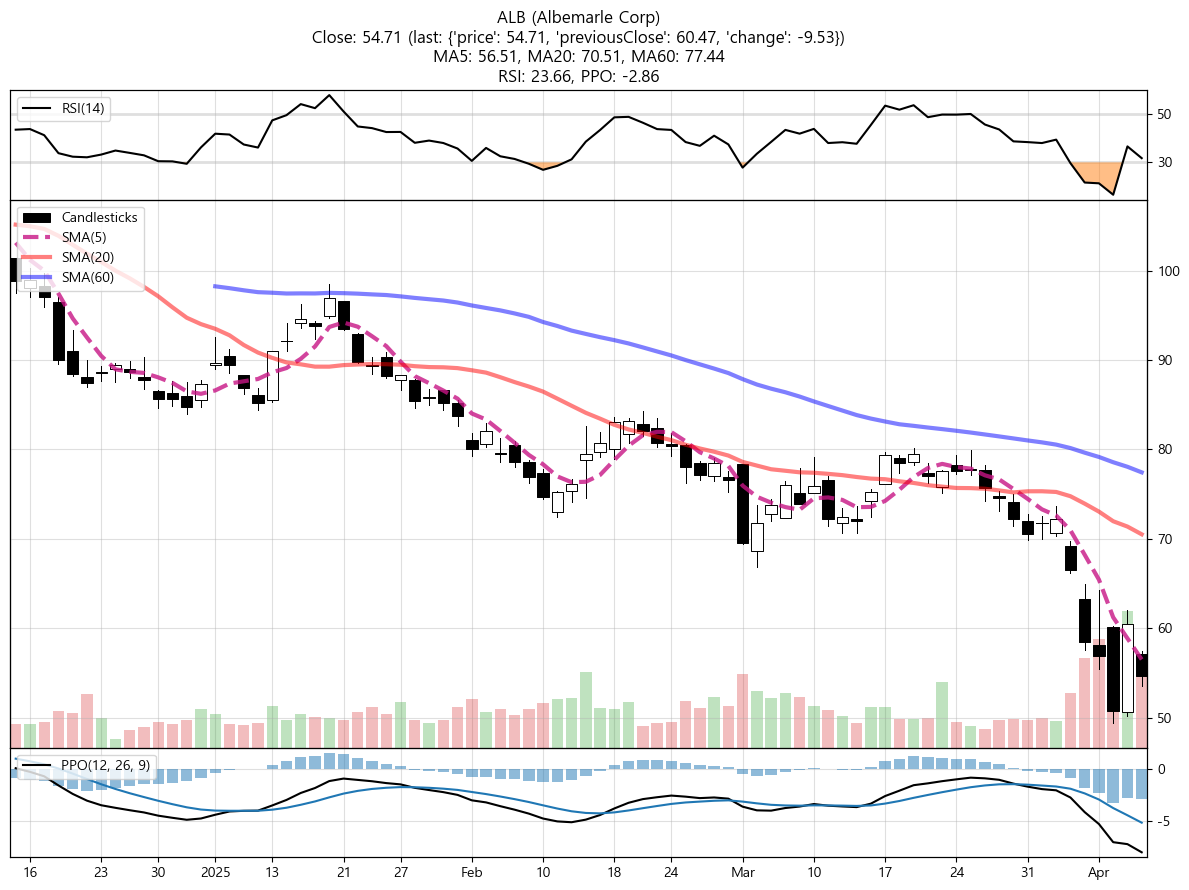 ALB (Albemarle Corp)
Close: 54.71 (last: {'price': 54.71, 'previousClose': 60.47, 'change': -9.53})
MA5: 56.51, MA20: 70.51, MA60: 77.44
RSI: 23.66, PPO: -2.86
RSI(14)
50
30
Candlesticks
SMA(5)
SMA(20)
SMA(60)
100
90
80
70
60
50
PPO(12, 26, 9)
0
-5
16 23 30 2025 13 21 27 Feb 10 18 24 Mar 10 17 24 31 Apr